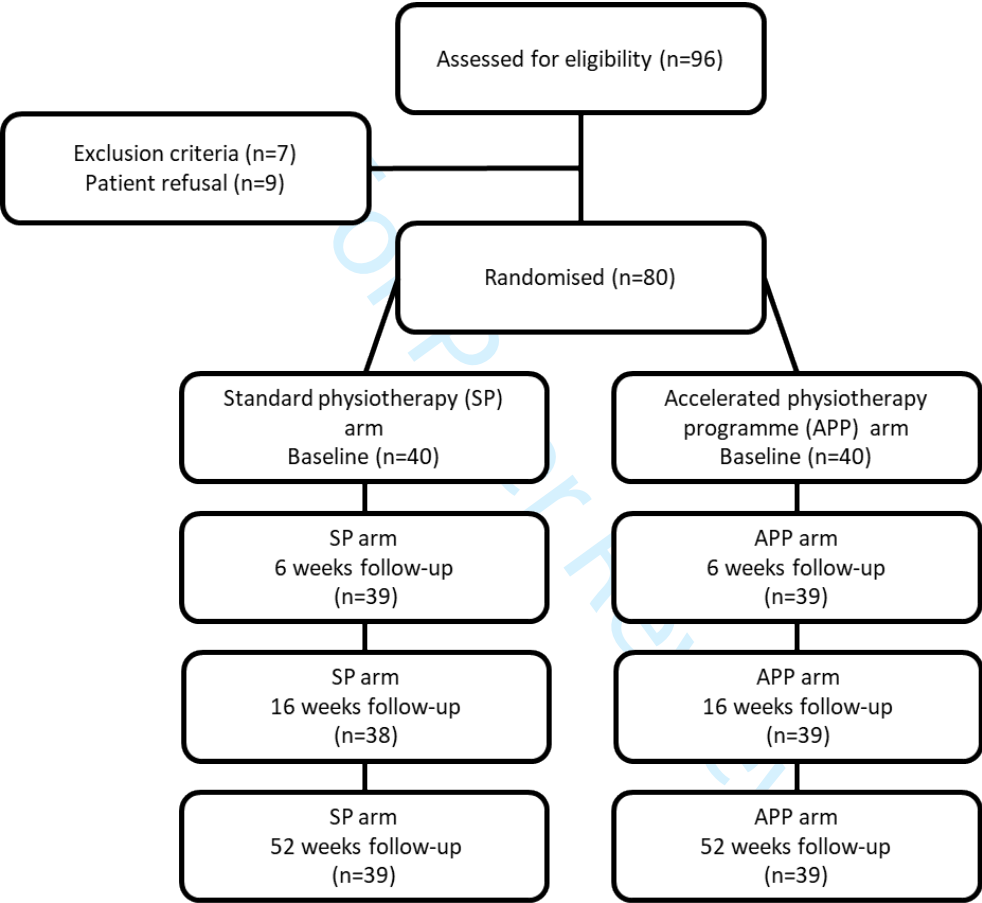 Assessed for eligibility (n=96)
Exclusion criteria (n=7)
Patient refusal (n=9)
Randomised (n=80)
Standard physiotherapy (SP)
arm
Baseline (n=40)
Accelerated physiotherapy
programme (APP) arm
Baseline (n=40)
SP arm
6 weeks follow-up
(n=39)
APP arm
6 weeks follow-up
(n=39)
SP arm
16 weeks follow-up
(n=38)
APP arm
16 weeks follow-up
(n=39)
SP arm
52 weeks follow-up
(n=39)
APP arm
52 weeks follow-up
(n=39)